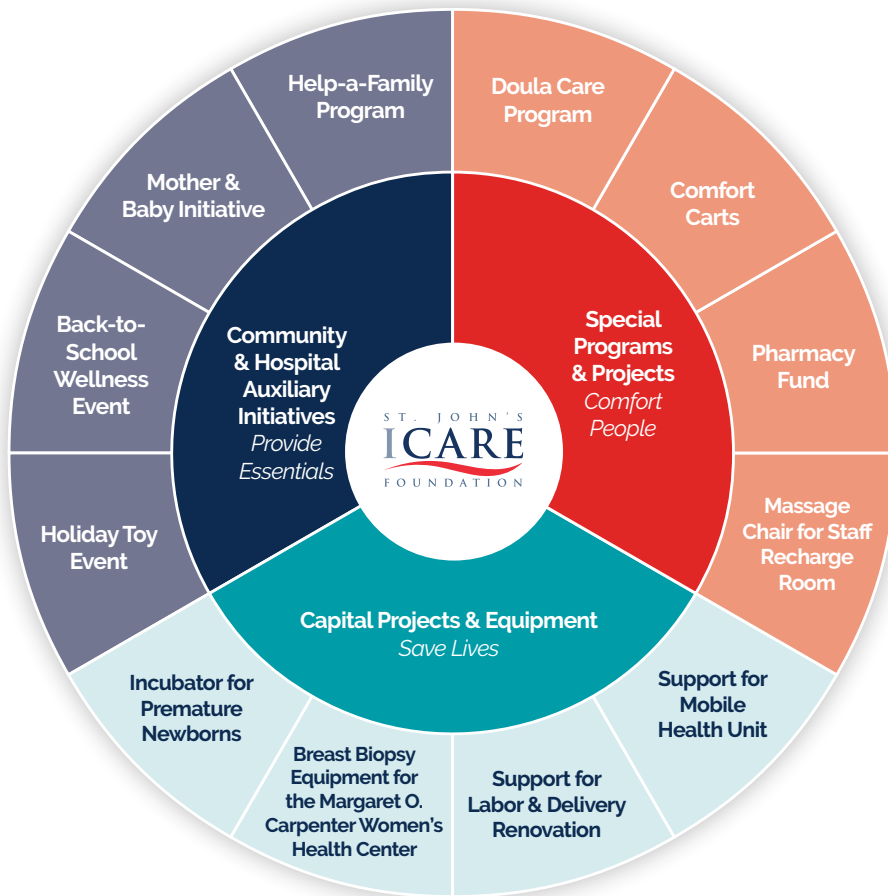 Help-a-Family
Program
Doula Care
Program
Mother &
Baby Initiative
Comfort
Carts
Back-to-
School
Wellness
Event
Community
& Hospital
Auxiliary
Initiatives
Provide
Essentials
Special
Programs
& Projects
Comfort
People
Pharmacy
Fund
ST. JOHN'S
ICARE
FOUNDATION
Holiday Toy
Event
Massage
Chair for Staff
Recharge
Room
Capital Projects & Equipment
Save Lives
Incubator for
Premature
Newborns
Breast Biopsy
Equipment for
the Margaret O.
Carpenter Women's
Health Center
Support for
Labor & Delivery
Renovation
Support for
Mobile
Health Unit